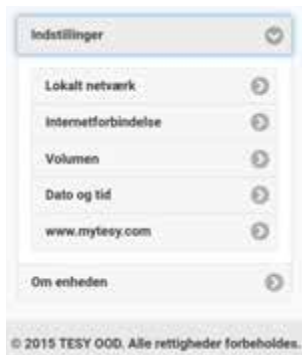 Indstillinger
Lokalt netværk
Internetforbindelse
Volumen
Dato og tid
www.mytesy.com
Om enheden
© 2015 TESY OOD. Alle rettigheder forbeholdes.